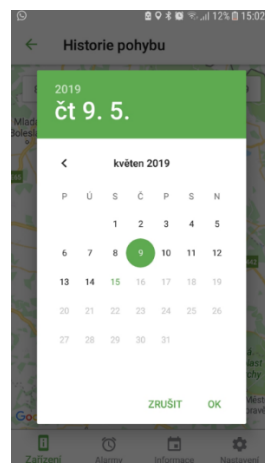 12% 15:02
Historie pohybu
2019
čt 9. 5.
Mlad
Bolesl
květen 2019
P Ú S Č P S N
1 2 3 4 5
6 7 8 9 10 11 12
13 14 15 16 17 18 19
20 21 22 23 24 25 26
27 28 29 30 31
ZRUŠIT OK
Zařízení Alarmy Informace Nastavení